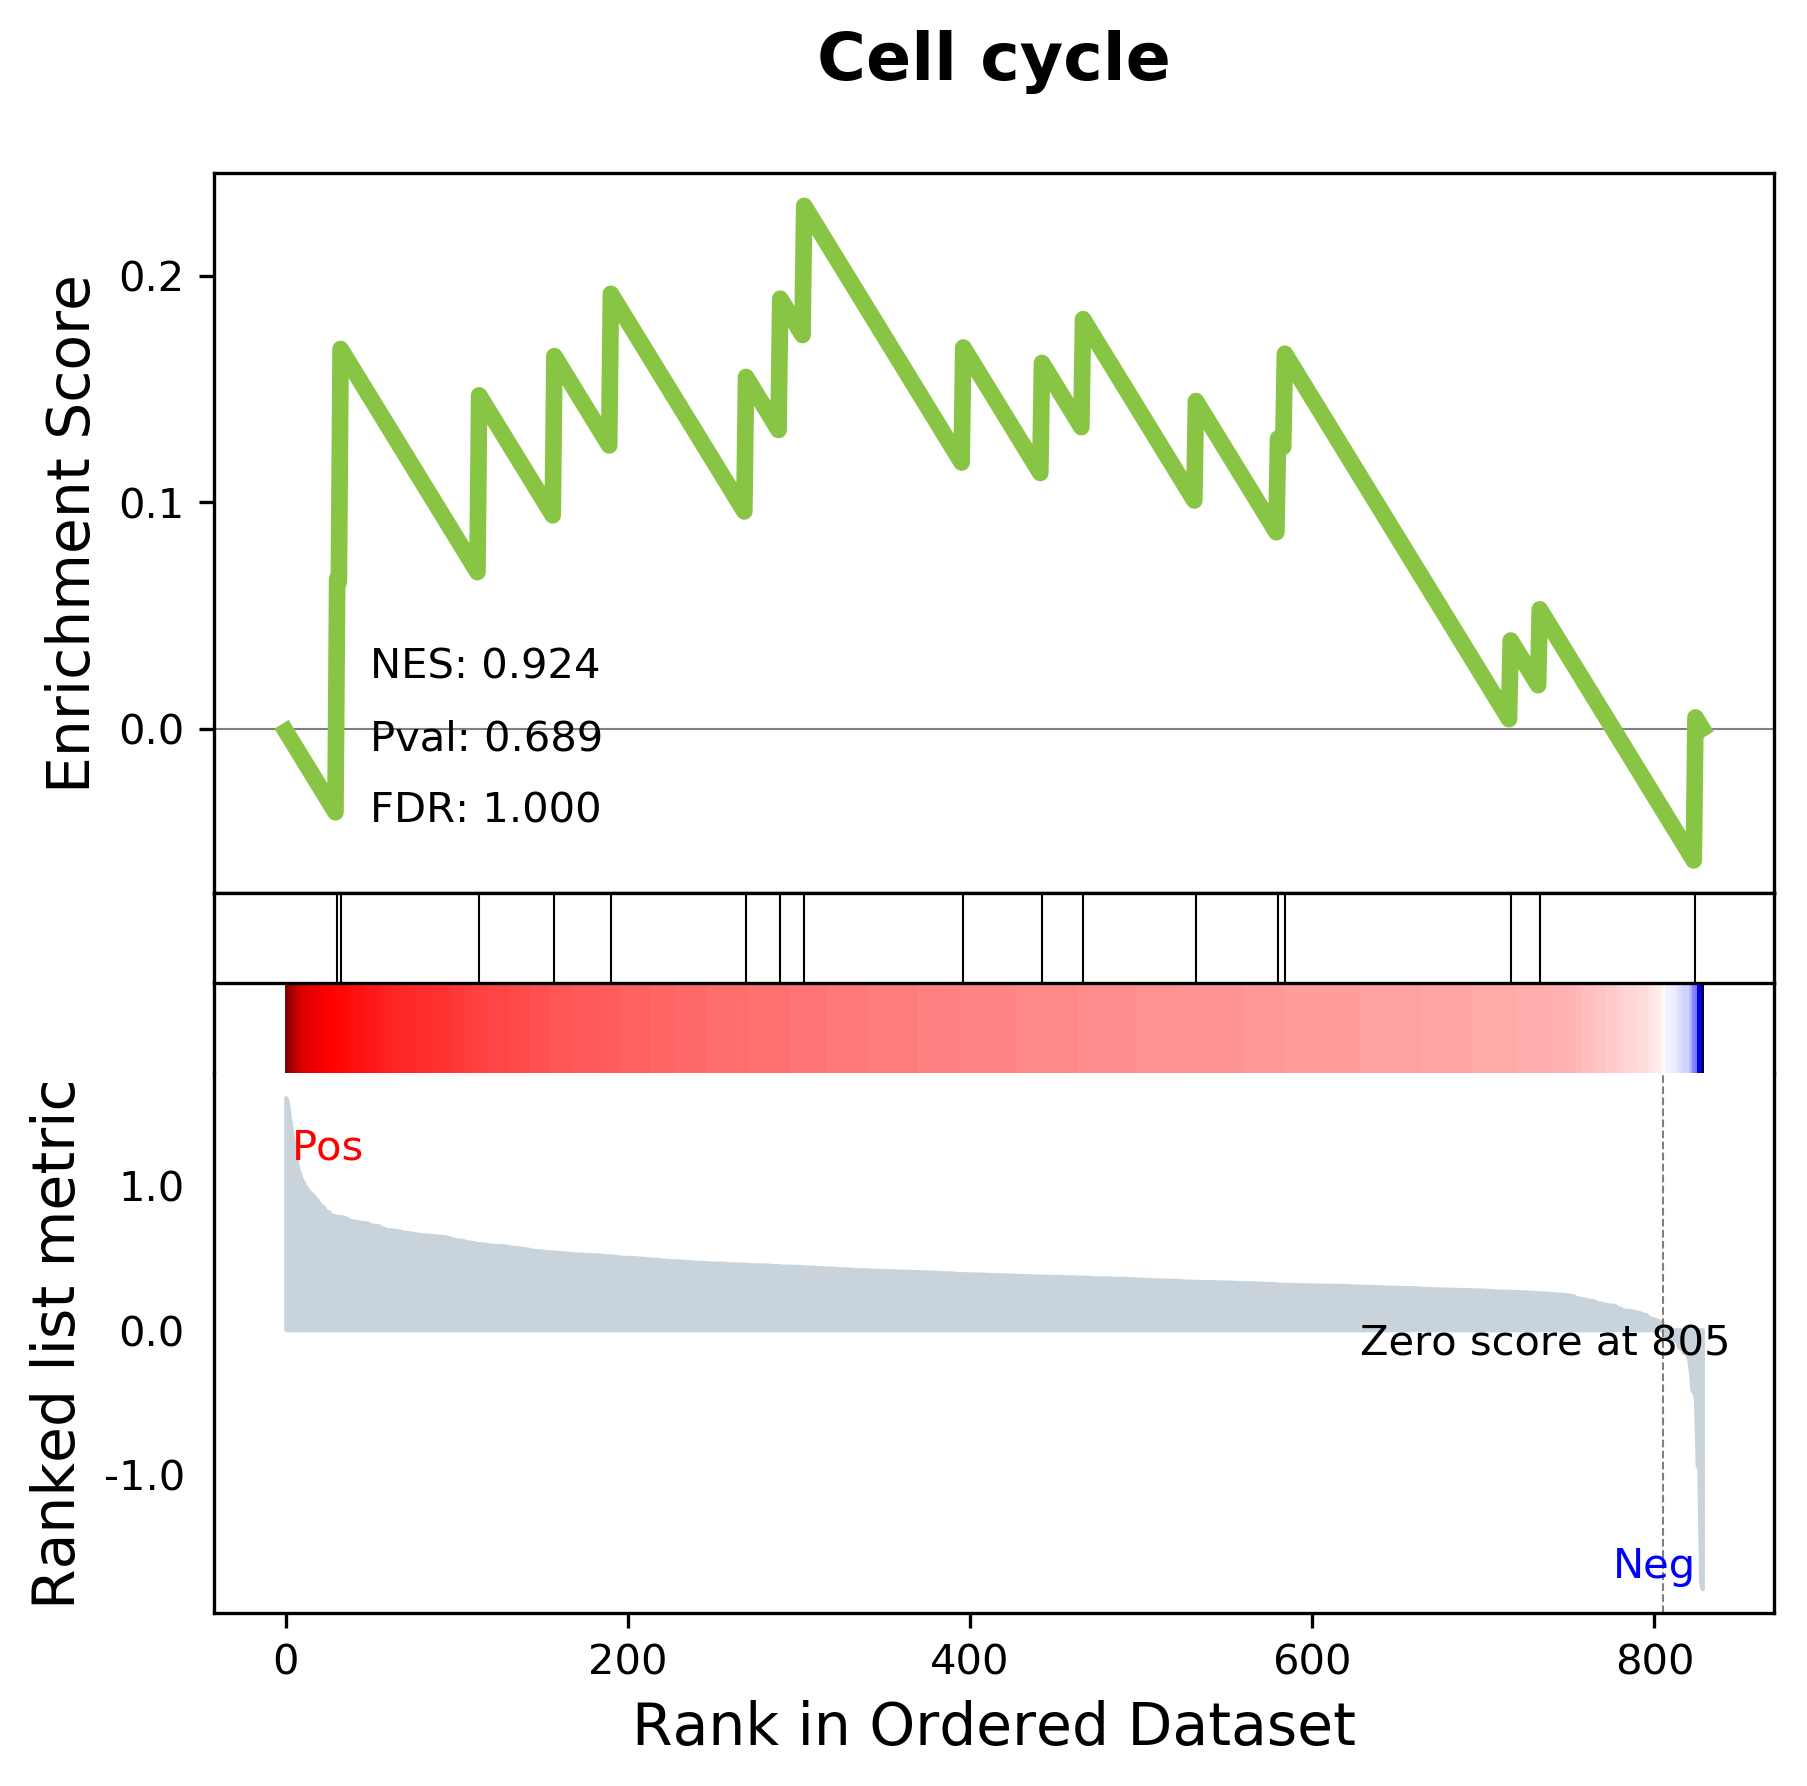 Cell cycle
Enrichment Score
0.2
0.1
0.0
NES: 0.924
Pval: 0.689
FDR: 1.000
Ranked list metric
Pos
1.0
0.0
-1.0
Zero score at 805
Neg
0 200 400 600 800
Rank in Ordered Dataset